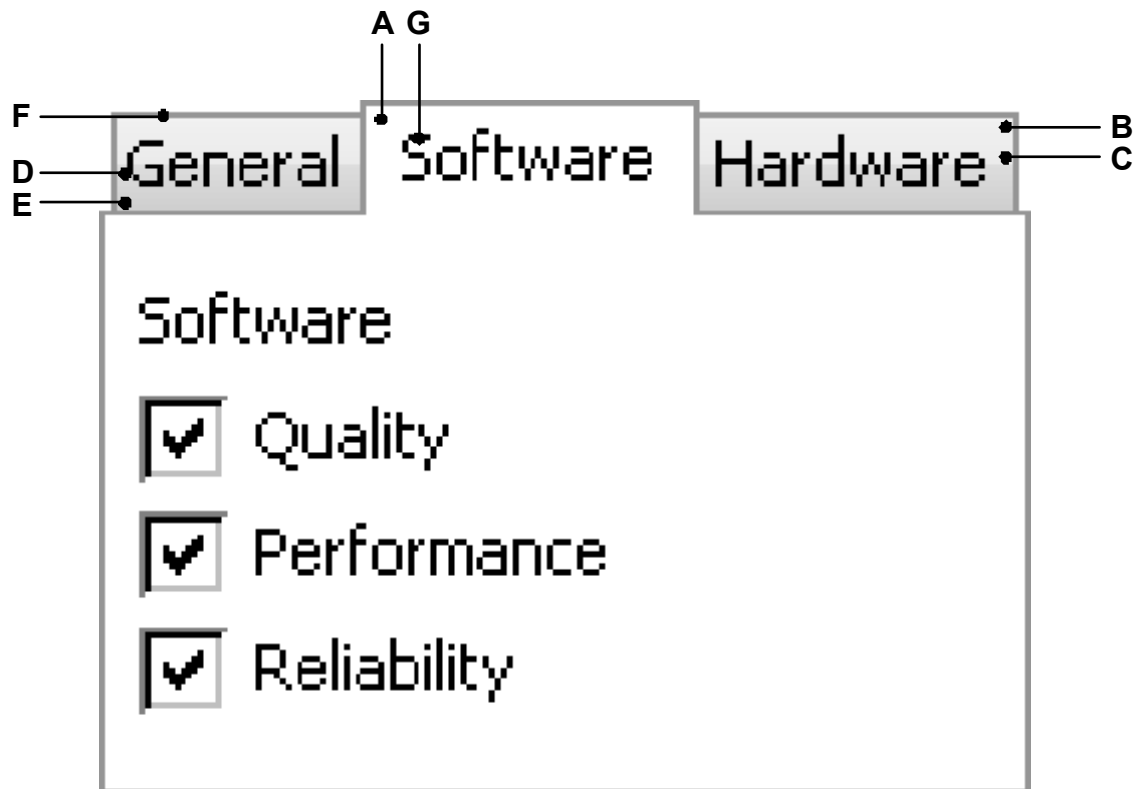 A G
F
B
General Software Hardware
D
C
E
Software
Quality
Performance
Reliability